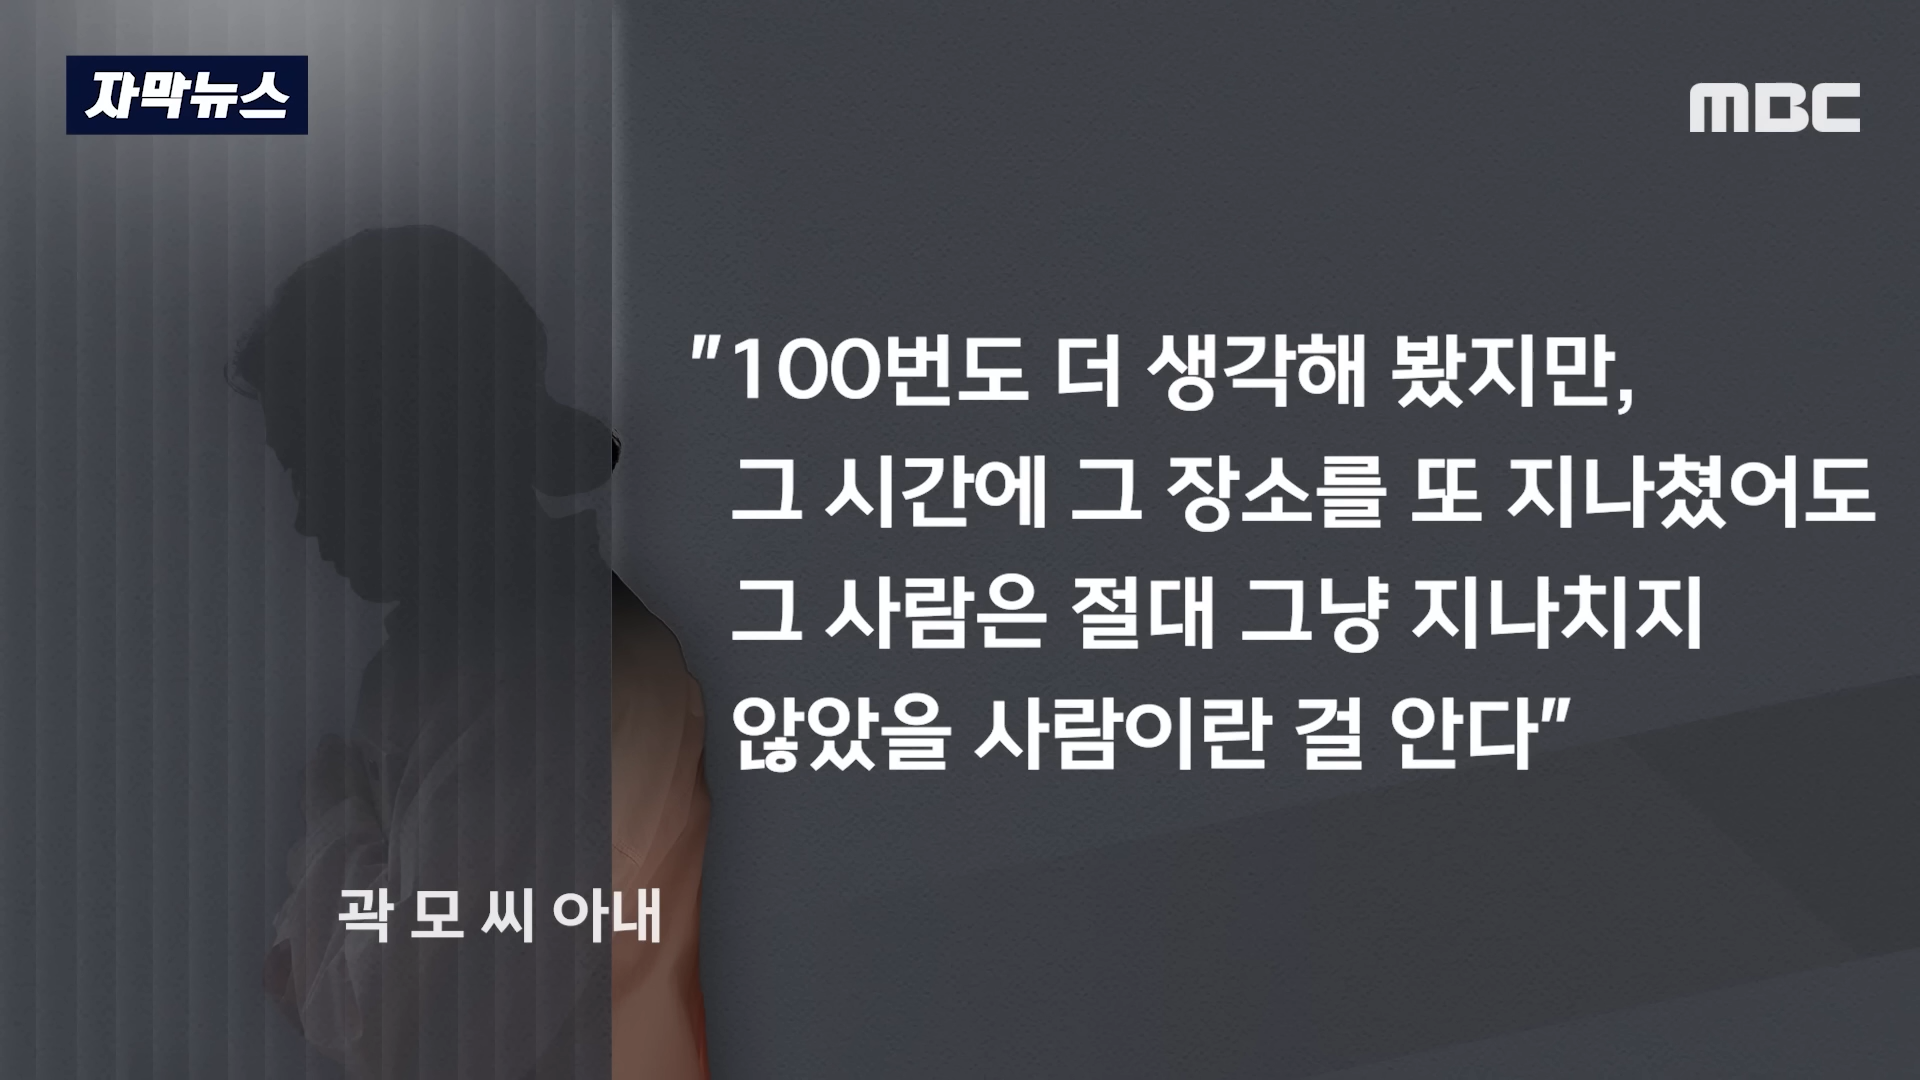 자막뉴스
MBC
"100번도 더 생각해 봤지만,
그 시간에 그 장소를 또 지나쳤어도
그 사람은 절대 그냥 지나치지
않았을 사람이란 걸 안다"
곽 모 씨 아내